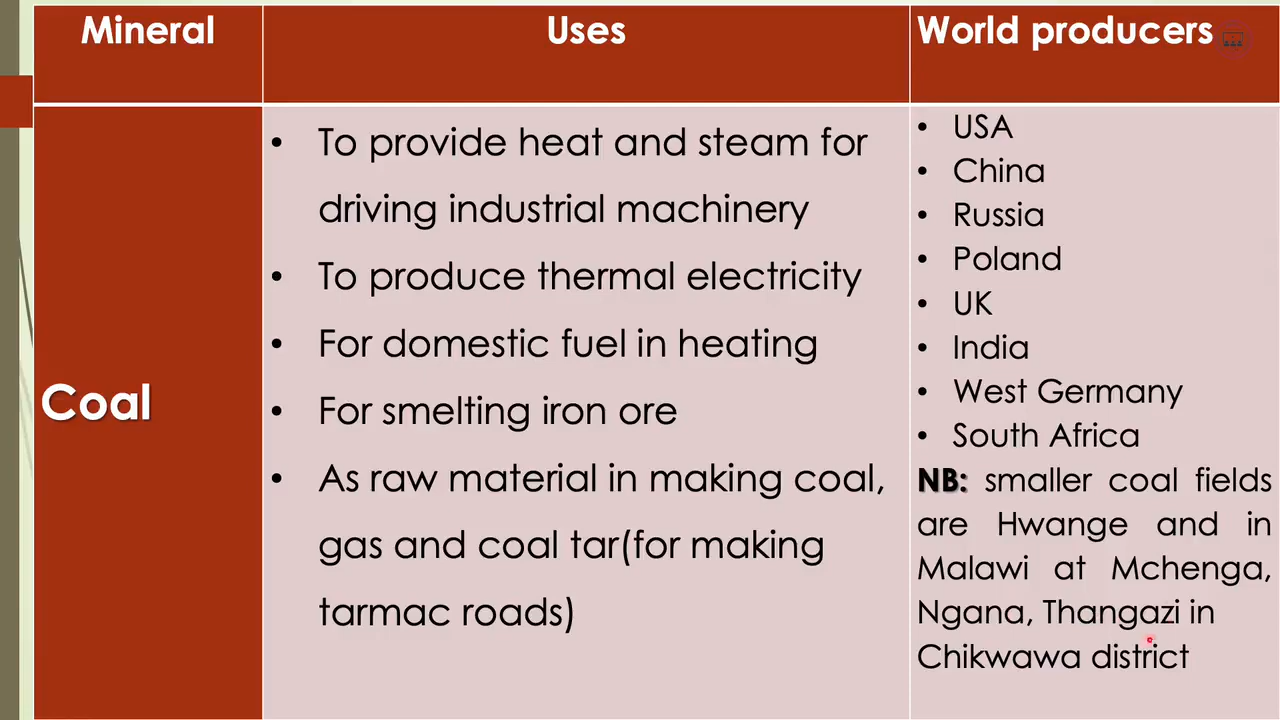 Mineral
Uses
World producers
Coal
• To provide heat and steam for
driving industrial machinery
• To produce thermal electricity
• For domestic fuel in heating
• For smelting iron ore
• As raw material in making coal,
gas and coal tar(for making
tarmac roads)
• USA
• China
• Russia
• Poland
• UK
• India
• West Germany
• South Africa
NB: smaller coal fields
are Hwange and in
Malawi at Mchenga,
Ngana, Thangazi in
Chikwawa district